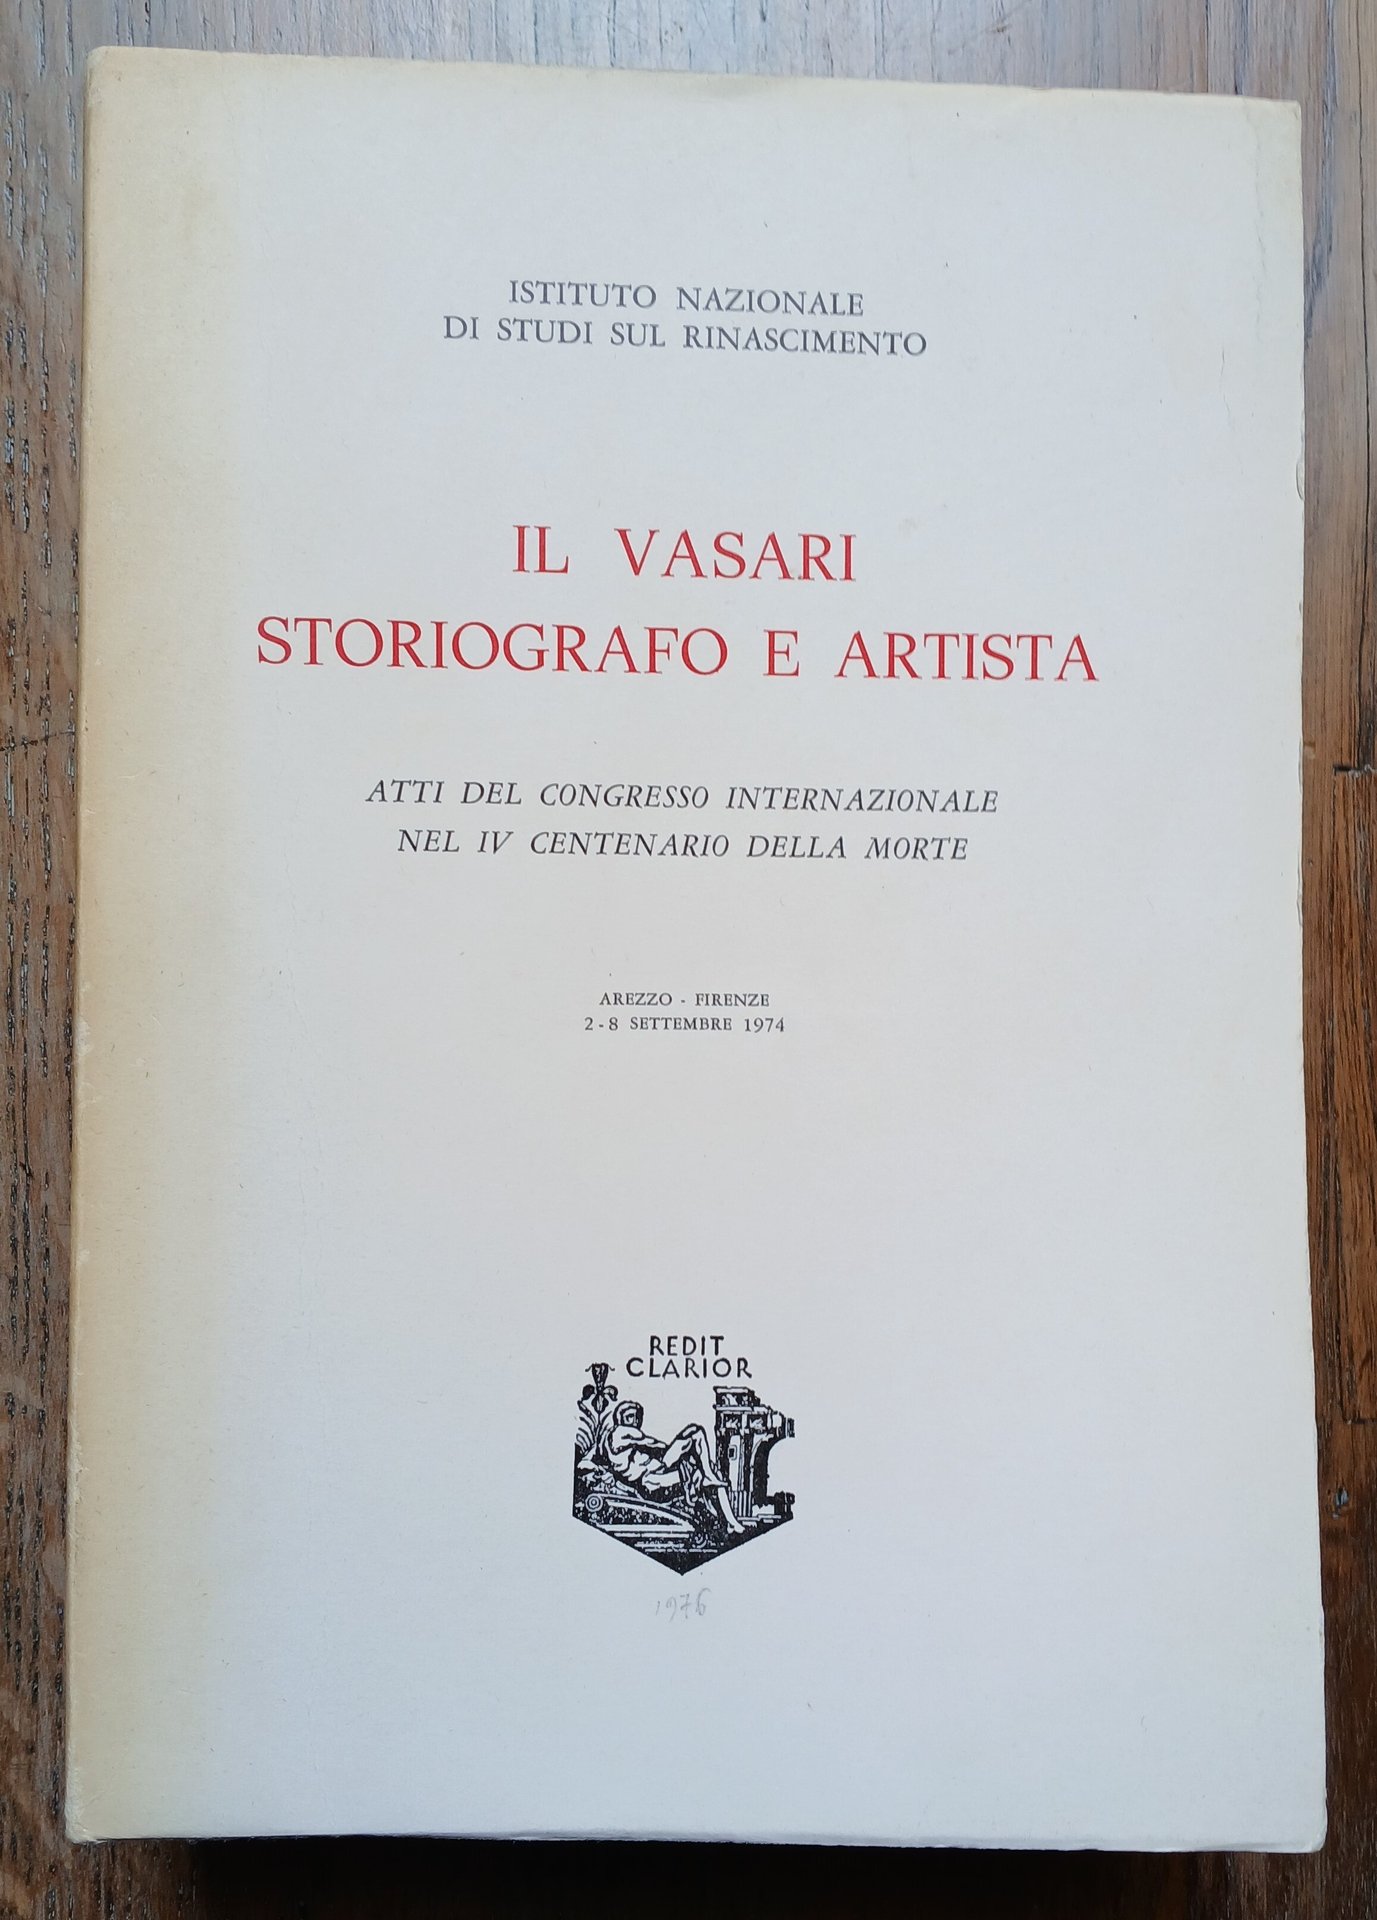 ISTITUTO NAZIONALE
DI STUDI SUL RINASCIMENTO
IL VASARI
STORIOGRAFO E ARTISTA
ATTI DEL CONGRESSO INTERNAZIONALE
NEL IV CENTENARIO DELLA MORTE
AREZZO - FIRENZE
2-8 SETTEMBRE 1974
REDIT
CLARIOR
1976